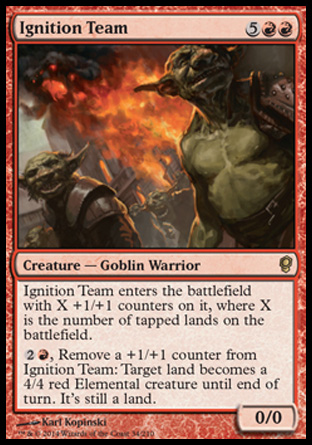 Ignition Team 5
Creature — Goblin Warrior
Ignition Team enters the battlefield
with X +1/+1 counters on it, where X
is the number of tapped lands on the
battlefield.
2, Remove a +1/+1 counter from
Ignition Team: Target land becomes a
4/4 red Elemental creature until end of
turn. It's still a land.
Karl Kopinski
0/0